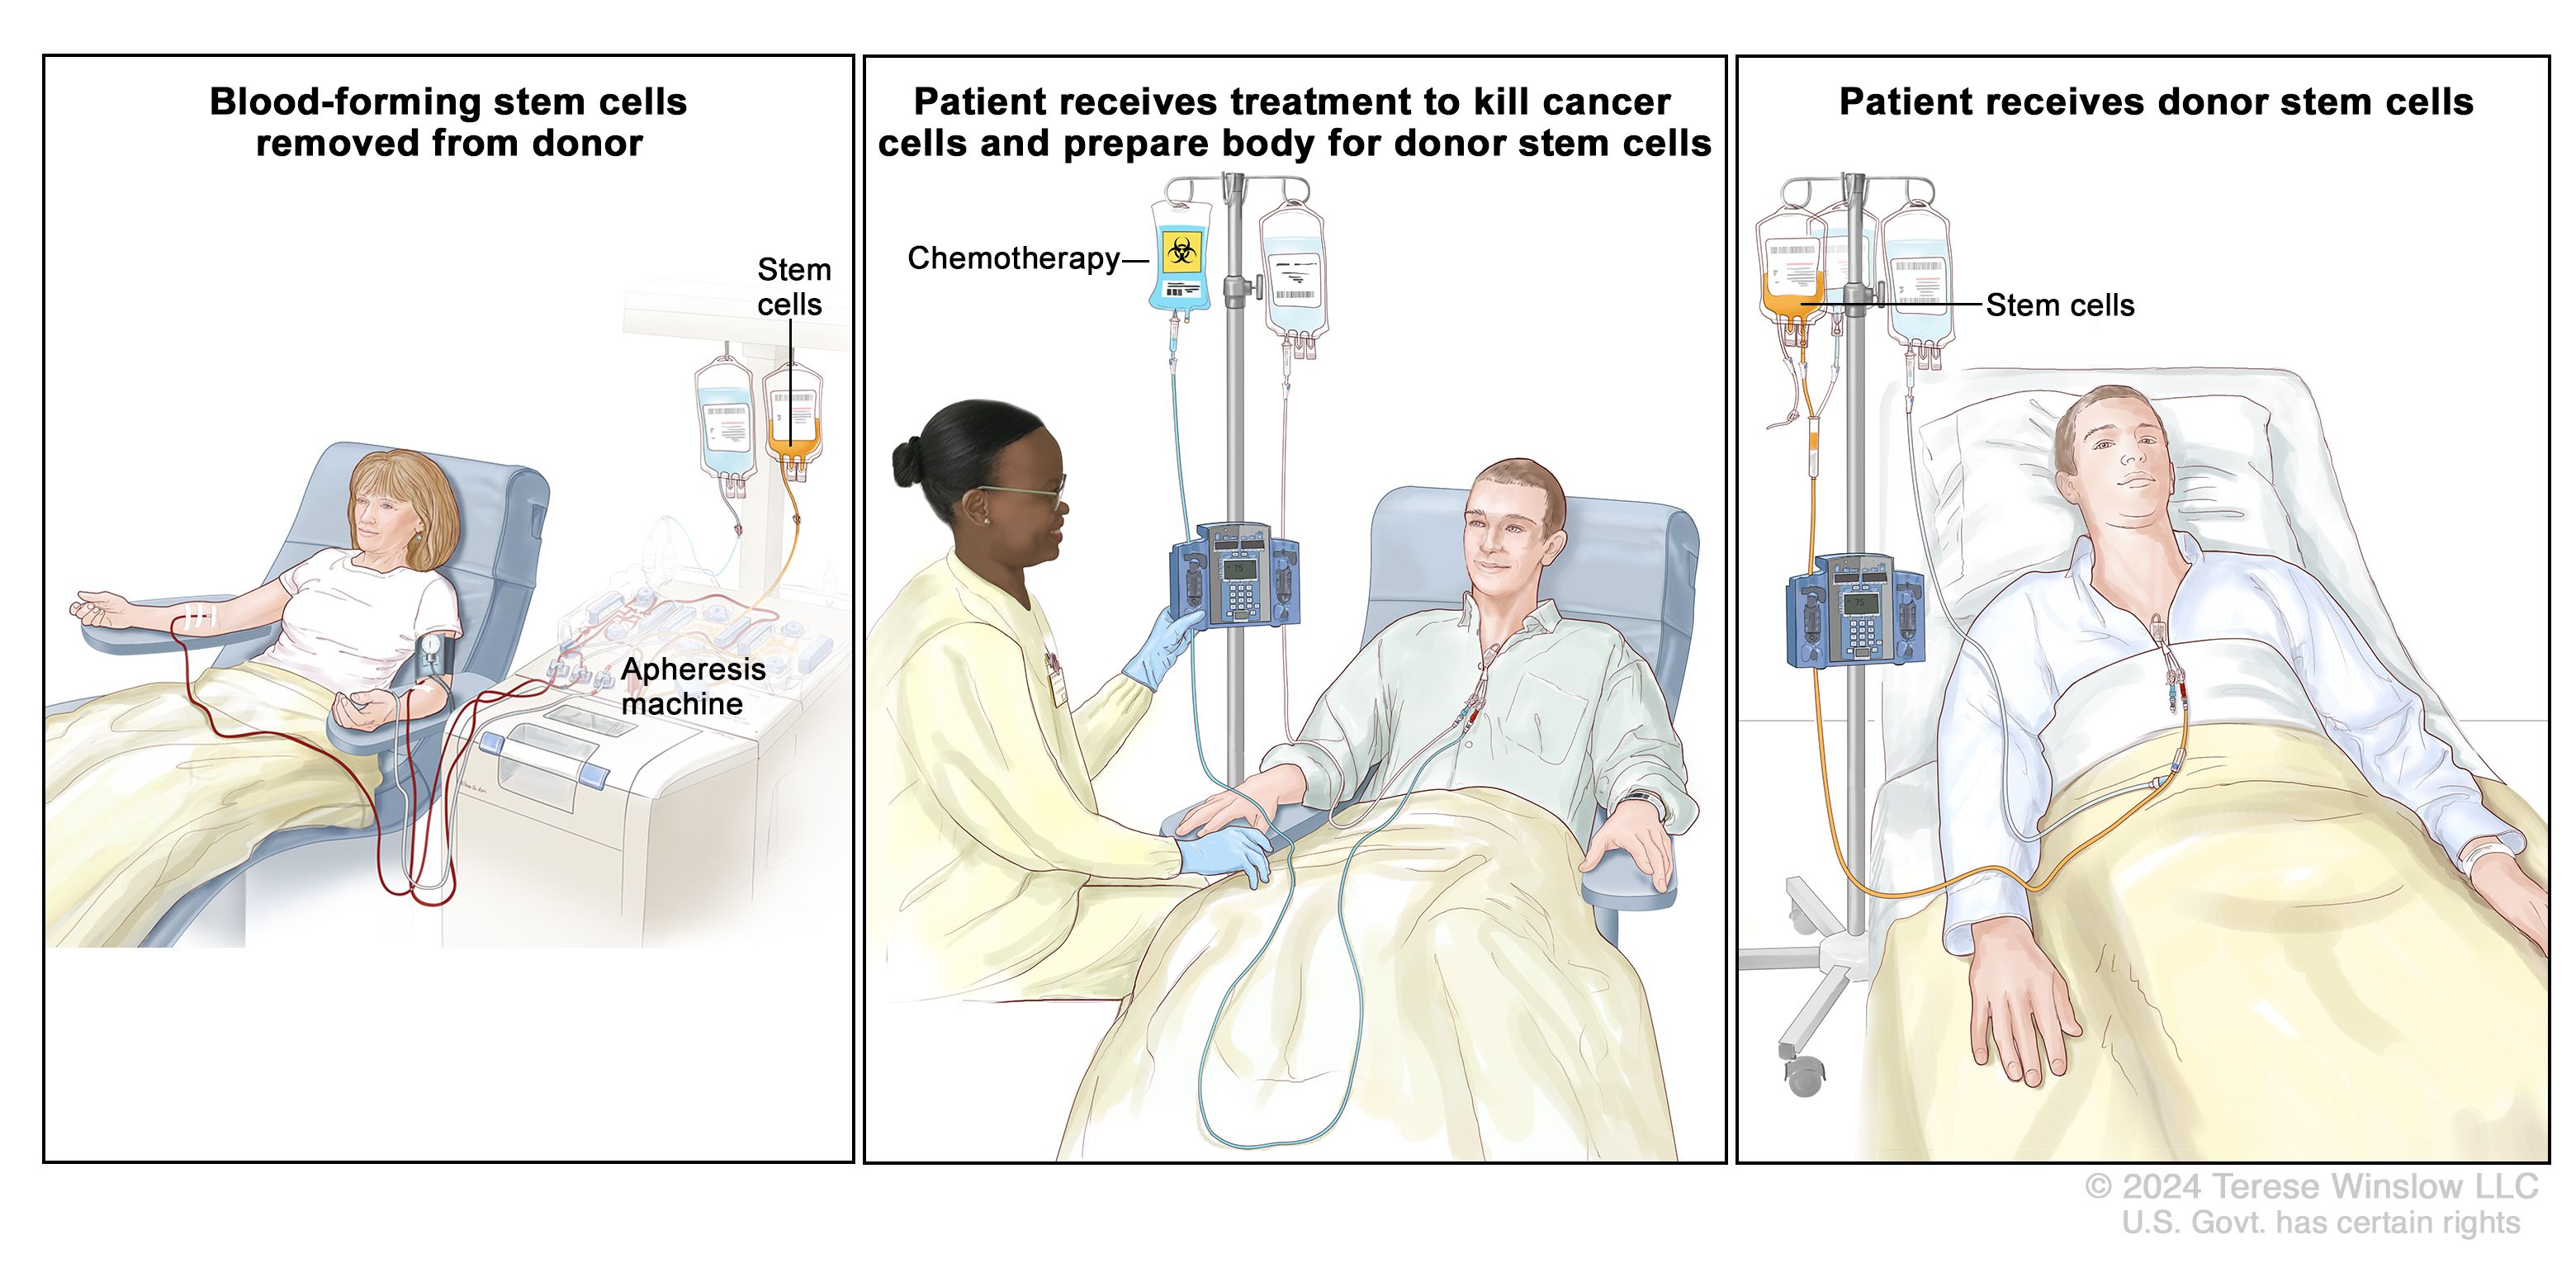 Blood-forming stem cells
removed from donor
Stem
cells
Apheresis
machine
Patient receives treatment to kill cancer
cells and prepare body for donor stem cells
Chemotherapy
75
Patient receives donor stem cells
Stem cells
75
© 2024 Terese Winslow LLC
U.S. Govt. has certain rights